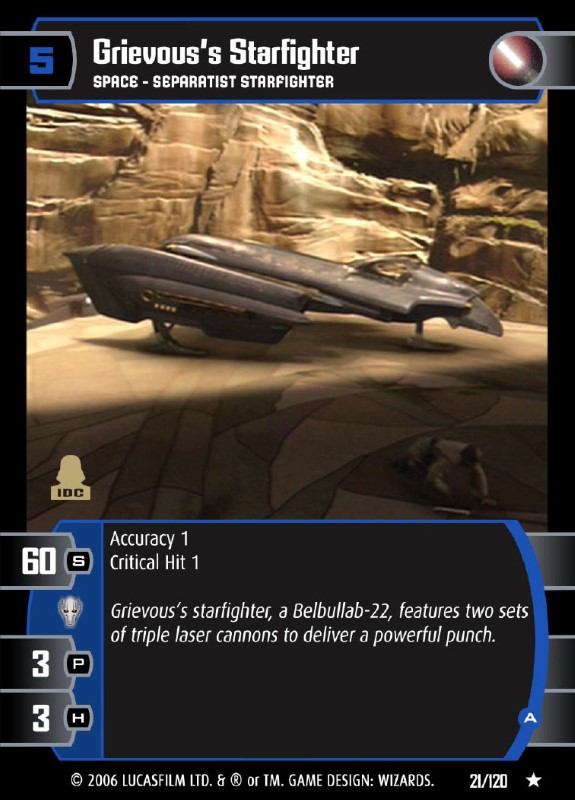 5
Grievous's Starfighter
SPACE - SEPARATIST STARFIGHTER
IDC
60 S
Accuracy 1
Critical Hit 1
Grievous's starfighter, a Belbullab-22, features two sets
of triple laser cannons to deliver a powerful punch.
3 P
3 H
A
© 2006 LUCASFILM LTD. & ® or TM. GAME DESIGN: WIZARDS. 21/120 ★